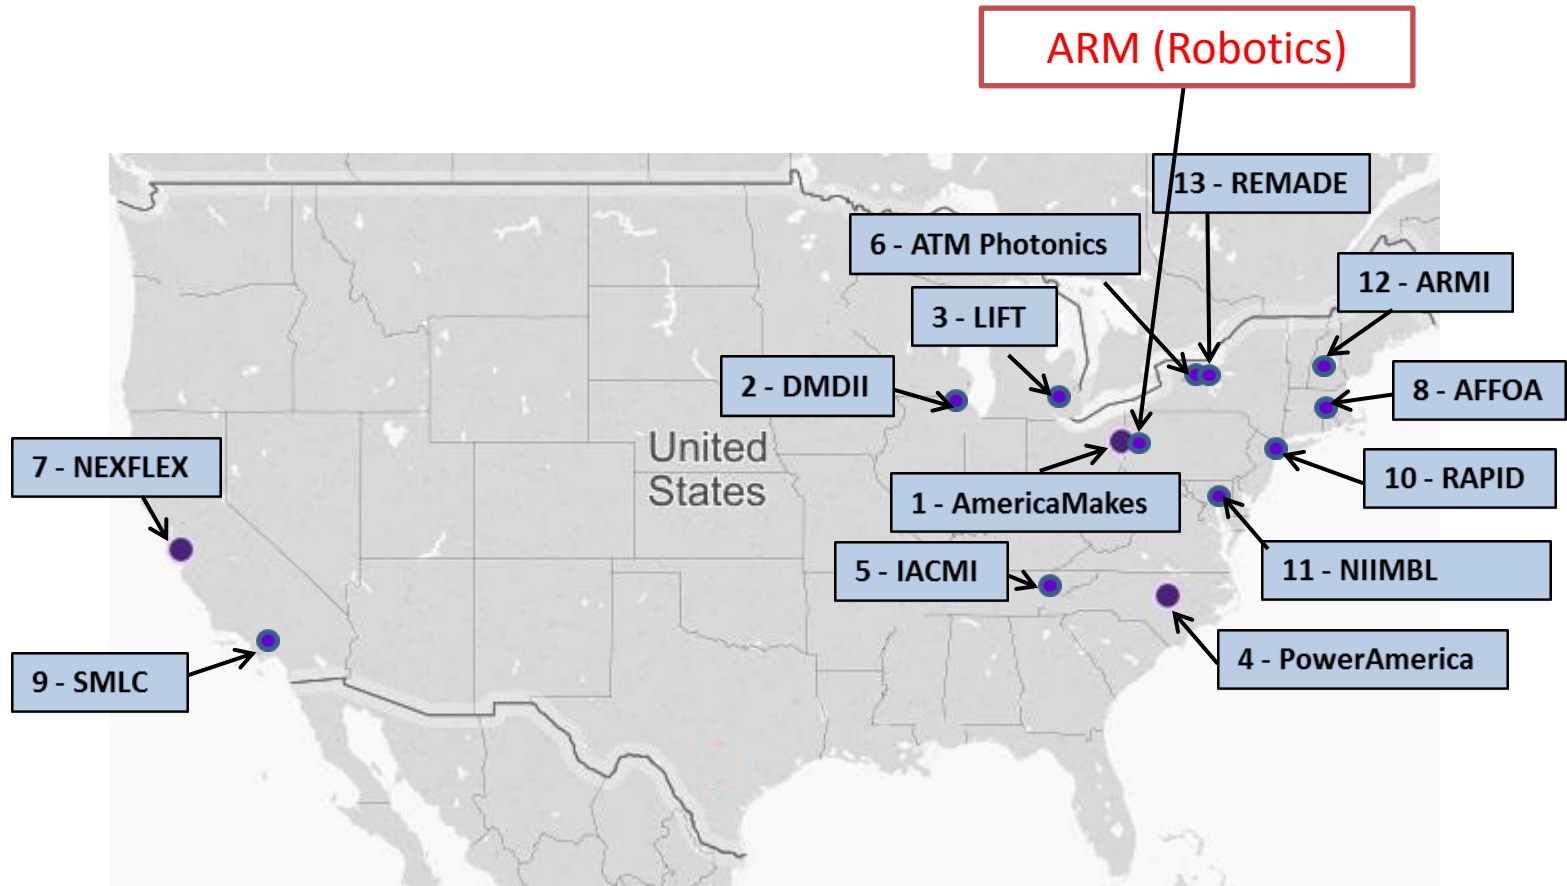 ARM (Robotics)
13 - REMADE
6 - ATM Photonics
12 - ARMI
3 - LIFT
2 - DMDII
8 - AFFOA
United
States
7 - NEXFLEX
10 - RAPID
1 - AmericaMakes
5 - IACMI
11 - NIIMBL
4 - PowerAmerica
9 - SMLC